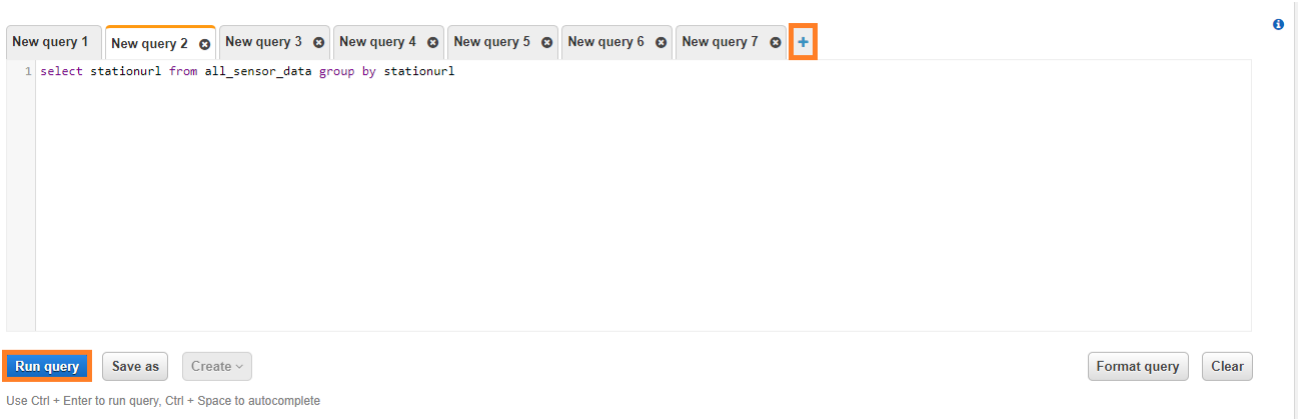 New query 1 New query 2 New query 3 New query 4 New query 5 New query 6 New query 7 +
1 select stationurl from all_sensor_data group by stationurl
Run query Save as Create Format query Clear
Use Ctrl + Enter to run query, Ctrl + Space to autocomplete